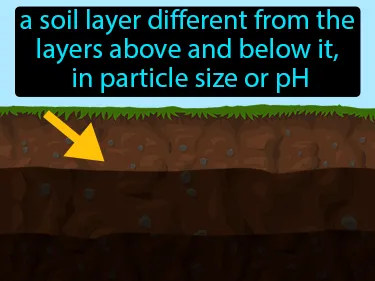 a soil layer different from the
layers above and below it,
in particle size or pH